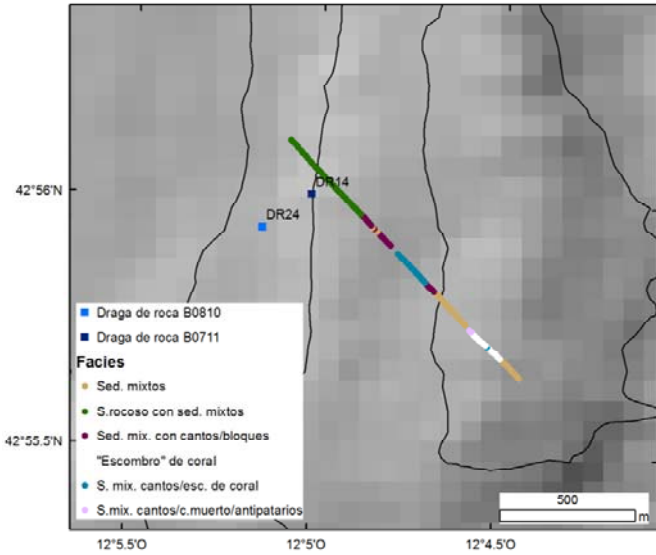 42°56'N
DR14
DR24
Draga de roca B0810
Draga de roca B0711
Facies
Sed. mixtos
S.rocoso con sed. mixtos
Sed. mix. con cantos/bloques
"Escombro" de coral
S. mix. cantos/esc. de coral
S.mix. cantos/c.muerto/antipatarios
42°55.5'N
500
m
12°5.5'O
12°5'O
12°4.5'O